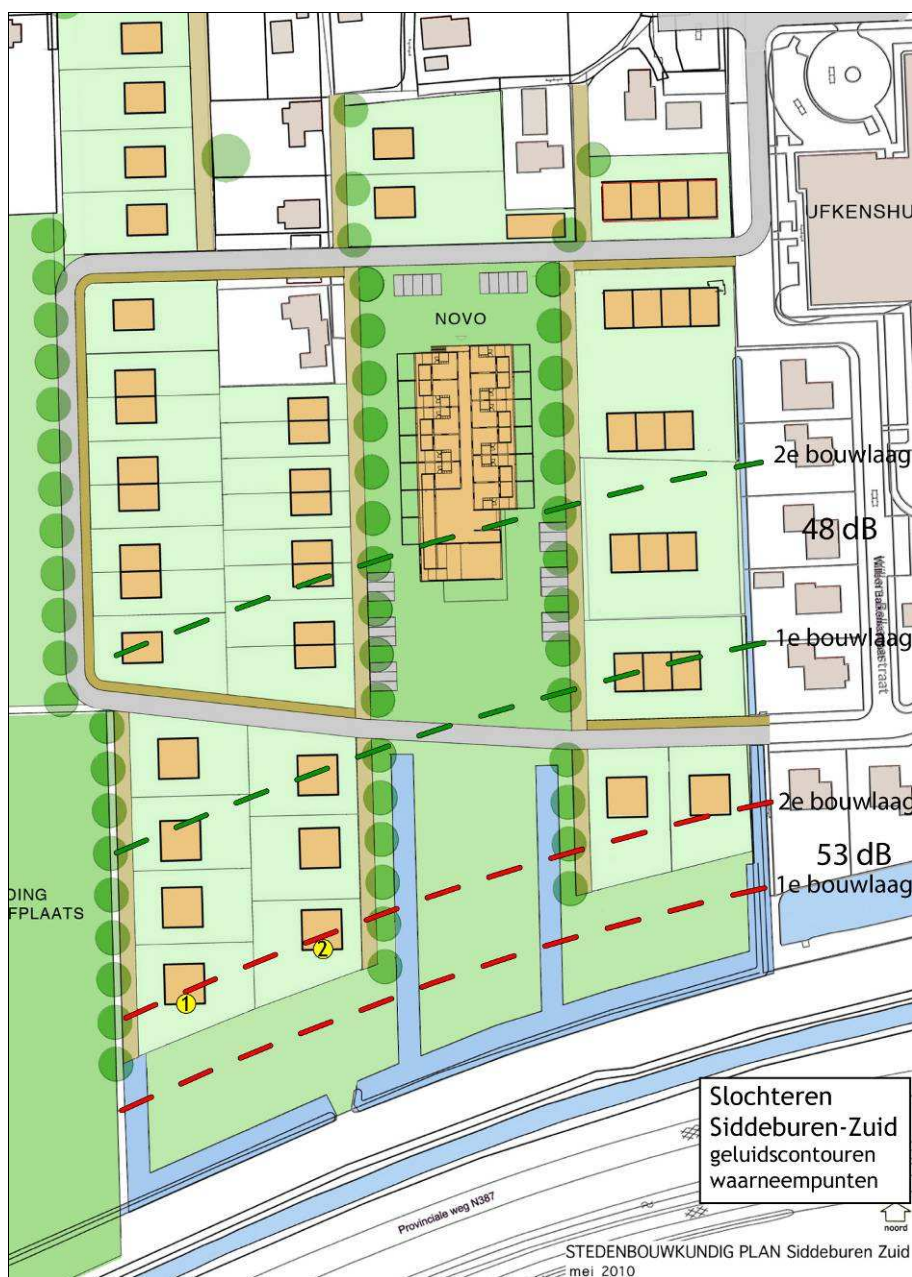 UFKENSHU
NOVO
2e bouwlaag
48 dB
1e bouwlaag
2e bouwlaag
53 dB
1e bouwlaag
DING
FPLAATS
1
2
Slochteren
Siddeburen-Zuid
geluidscontouren
waarneempunten
Provinciale weg N387
noord
STEDENBOUWKUNDIG PLAN Siddeburen Zuid
mei 2010